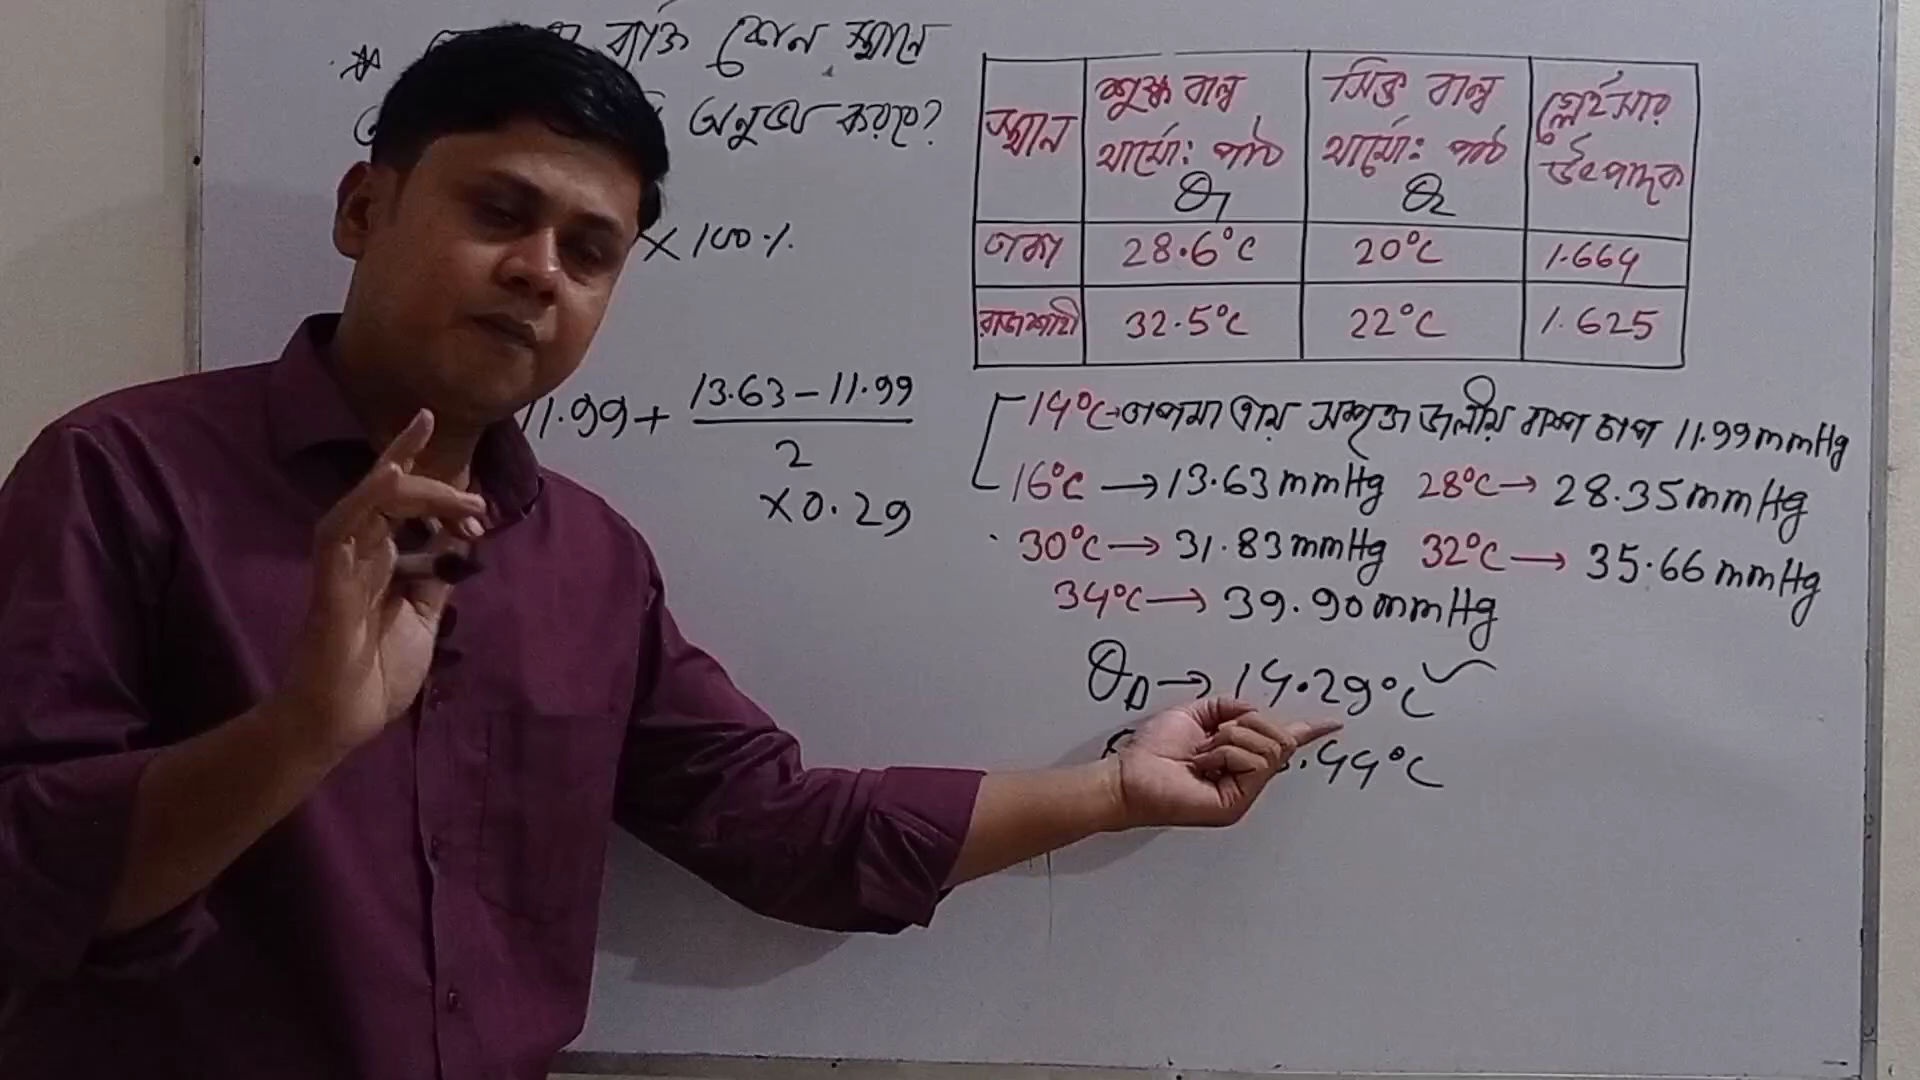 ব্যক্তি কোন স্থানে
অনুভব করবে?
× 100%
11.99 + 13.63 – 11.99
2
× 0.29
স্থান
শুষ্ক বাল্ব থার্মো: পাঠ θ₁
সিক্ত বাল্ব থার্মো: পাঠ θ₂
গ্লেইসার উৎপাদক
ঢাকা 28.6°C 20°C 1.664
রাজশাহী 32.5°C 22°C 1.625
14°C তাপমাত্রায় সম্পৃক্ত জলীয় বাষ্প চাপ 11.99 mmHg
16°C → 13.63 mmHg 28°C → 28.35 mmHg
30°C → 31.83 mmHg 32°C → 35.66 mmHg
34°C → 39.90 mmHg
θD → 14.29°C
.44°C